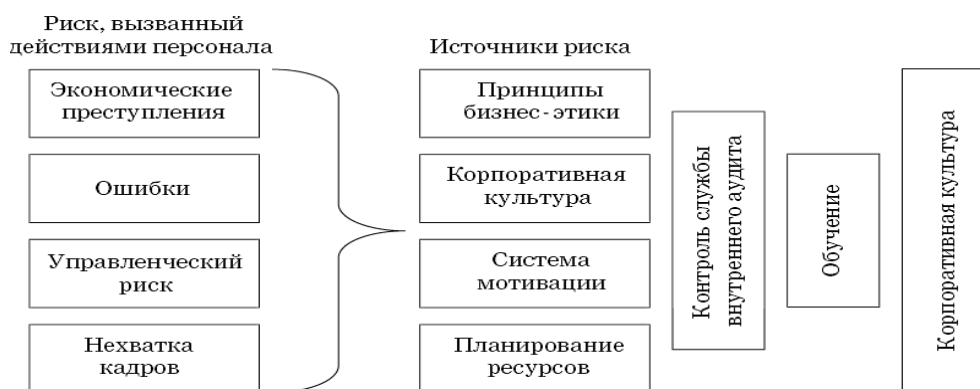 Риск, вызванный
действиями персонала
Экономические
преступления
Ошибки
Управленческий
риск
Нехватка
кадров
Источники риска
Принципы
бизнес-этики
Корпоративная
культура
Система
мотивации
Планирование
ресурсов
Контроль службы
внутреннего аудита
Обучение
Корпоративная культура